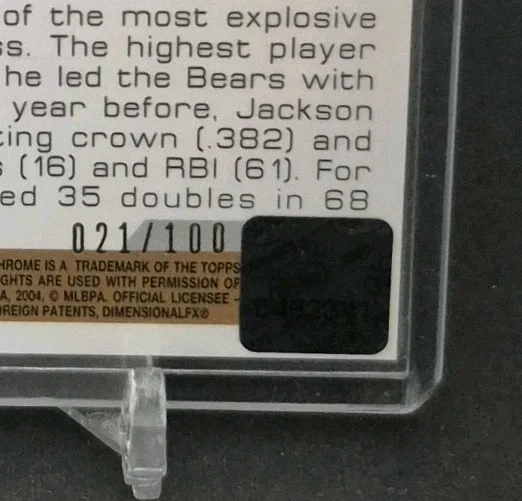 of the most explosive
ss. The highest player
he led the Bears with
year before, Jackson
ting crown (.382) and
s (16) and RBI (61). For
ed 35 doubles in 68
021/100
HROME IS A TRADEMARK OF THE TOPPS
GHTS ARE USED WITH PERMISSION OF
A, 2004. © MLBPA. OFFICIAL LICENSEE -
REIGN PATENTS, DIMENSIONALFX®